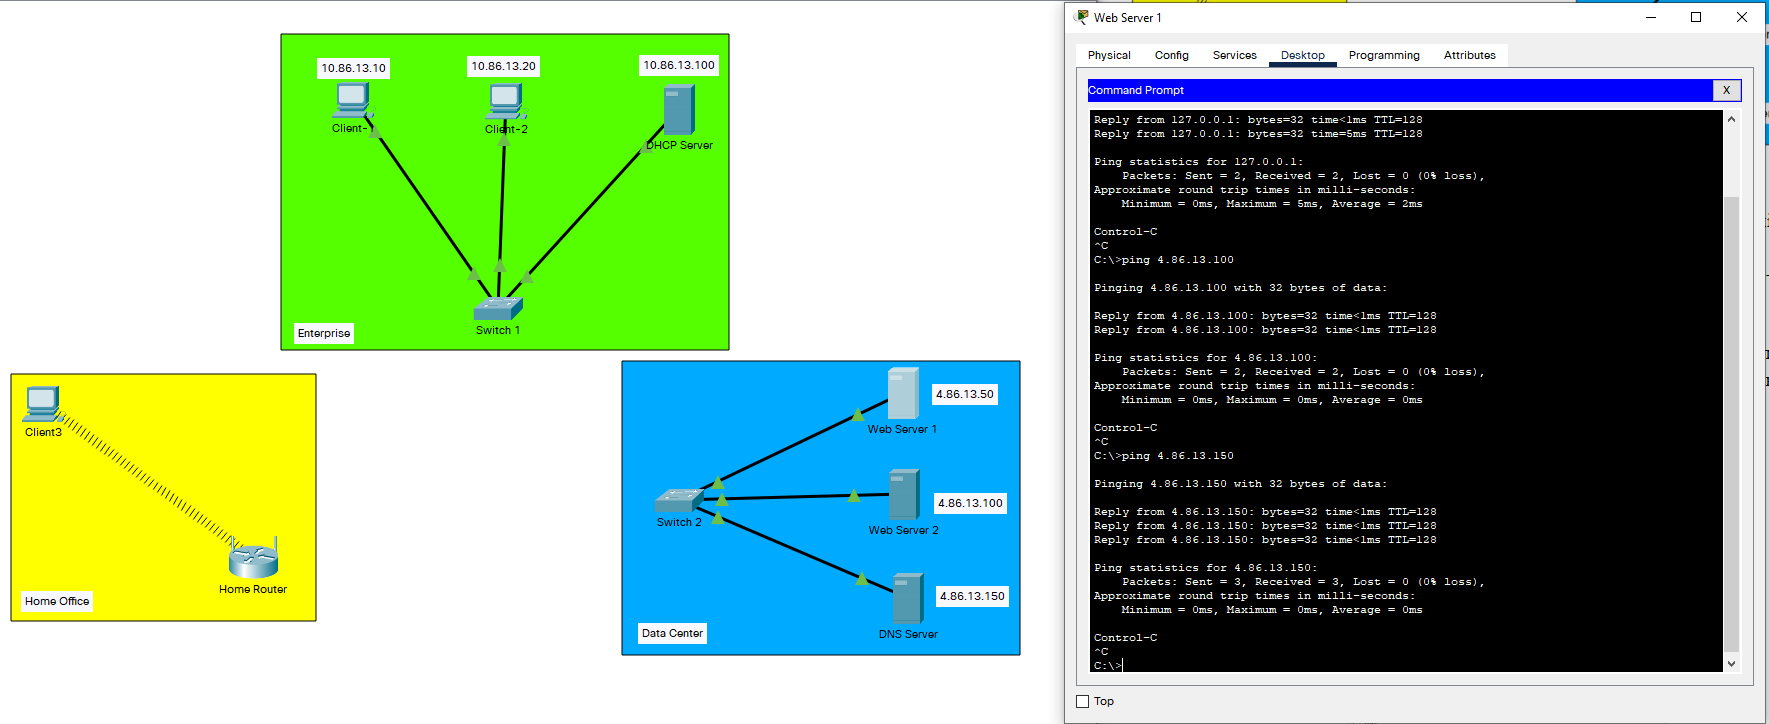 10.86.13.10
10.86.13.20
10.86.13.100
Client-
Client-2
DHCP Server
Switch 1
Enterprise
Client3
Home Router
Home Office
4.86.13.50
Web Server 1
Switch 2
4.86.13.100
Web Server 2
4.86.13.150
DNS Server
Data Center
Web Server 1
Physical Config Services Desktop Programming Attributes
Command Prompt X
Reply from 127.0.0.1: bytes=32 time<1ms TTL=128
Reply from 127.0.0.1: bytes=32 time=5ms TTL=128
Ping statistics for 127.0.0.1:
Packets: Sent = 2, Received = 2, Lost = 0 (0% loss),
Approximate round trip times in milli-seconds:
Minimum = 0ms, Maximum = 5ms, Average = 2ms
Control-C
^C
C:\>ping 4.86.13.100
Pinging 4.86.13.100 with 32 bytes of data:
Reply from 4.86.13.100: bytes=32 time<1ms TTL=128
Reply from 4.86.13.100: bytes=32 time<1ms TTL=128
Ping statistics for 4.86.13.100:
Packets: Sent = 2, Received = 2, Lost = 0 (0% loss),
Approximate round trip times in milli-seconds:
Minimum = 0ms, Maximum = 0ms, Average = 0ms
Control-C
^C
C:\>ping 4.86.13.150
Pinging 4.86.13.150 with 32 bytes of data:
Reply from 4.86.13.150: bytes=32 time<1ms TTL=128
Reply from 4.86.13.150: bytes=32 time<1ms TTL=128
Reply from 4.86.13.150: bytes=32 time<1ms TTL=128
Ping statistics for 4.86.13.150:
Packets: Sent = 3, Received = 3, Lost = 0 (0% loss),
Approximate round trip times in milli-seconds:
Minimum = 0ms, Maximum = 0ms, Average = 0ms
Control-C
^C
C:\>
Top